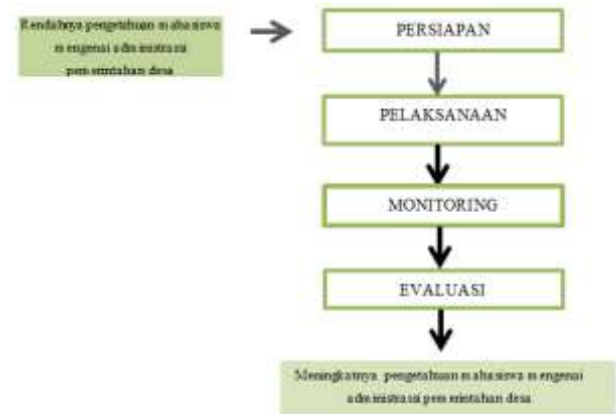 Rendahnya pengetahuan mahasiswa
mengenai administrasi
pemerintahan desa
PERSIAPAN
PELAKSANAAN
MONITORING
EVALUASI
Meningkatnya pengetahuan mahasiswa mengenai
administrasi pemerintahan desa